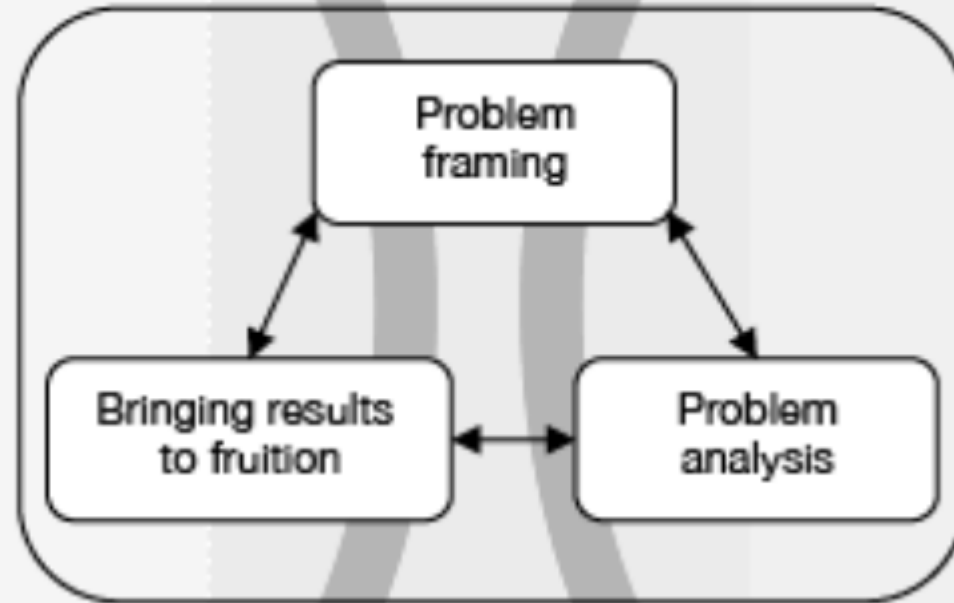 Problem
framing
Bringing results
to fruition
Problem
analysis